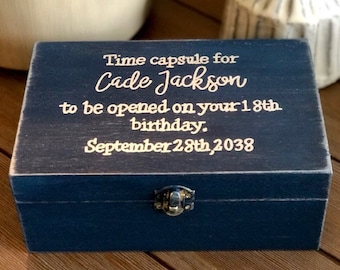 Time capsule for
Cade Jackson
to be opened on your 18th
birthday.
September 28th, 2038